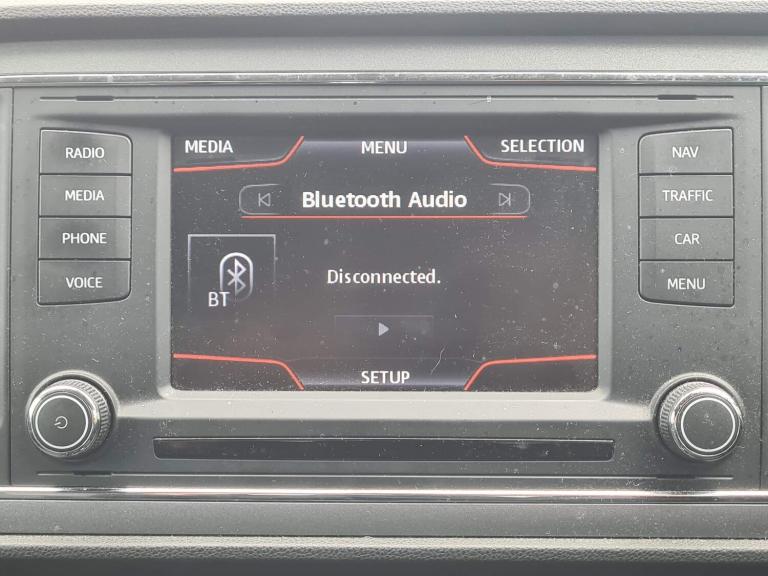 RADIO
MEDIA
PHONE
VOICE
MEDIA
MENU
SELECTION
Bluetooth Audio
BT
Disconnected.
SETUP
NAV
TRAFFIC
CAR
MENU